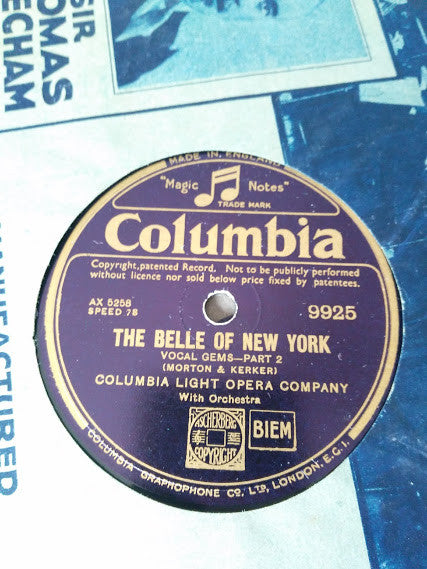 SIR
THOMAS
BEECHAM
MANUFACTURED
MADE IN ENGLAND
"Magic Notes"
TRADE MARK
Columbia
Copyright, patented Record. Not to be publicly performed
without licence nor sold below price fixed by patentees.
AX 5258
SPEED 78
9925
THE BELLE OF NEW YORK
VOCAL GEMS—PART 2
(MORTON & KERKER)
COLUMBIA LIGHT OPERA COMPANY
With Orchestra
ASCHERBERG
COPYRIGHT
BIEM
COLUMBIA GRAPHOPHONE CO. LTD, LONDON, E.C.1.